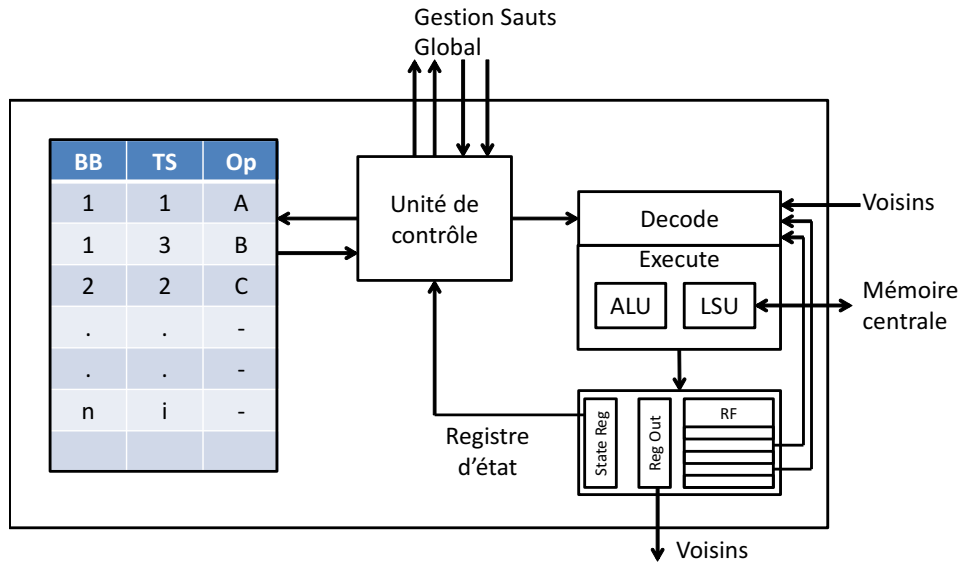 Gestion Sauts
Global
BB TS Op
1 1 A
1 3 B
2 2 C
. . -
. . -
n i -
Unité de
contrôle
Decode
Execute
ALU LSU
Voisins
Mémoire
centrale
State Reg
Reg Out
RF
Registre
d'état
Voisins